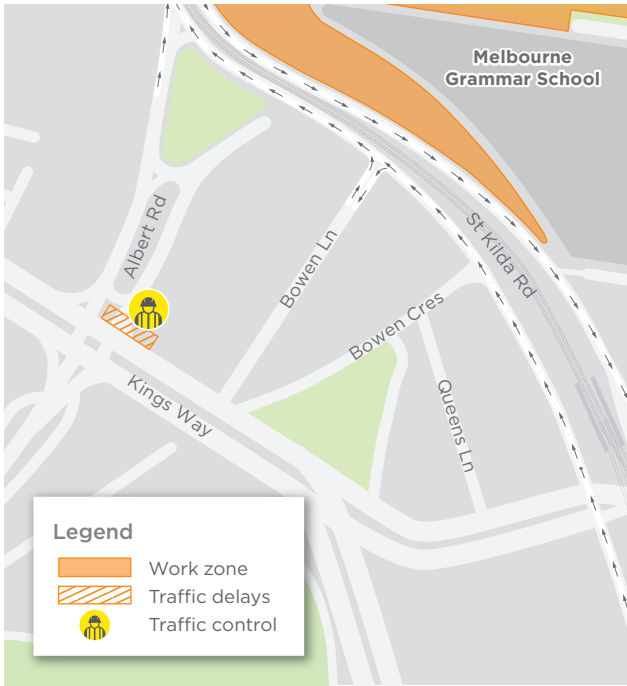 Melbourne
Grammar School
Albert Rd
Bowen Ln
St Kilda Rd
Bowen Cres
Kings Way
Queens Ln
Legend
Work zone
Traffic delays
Traffic control